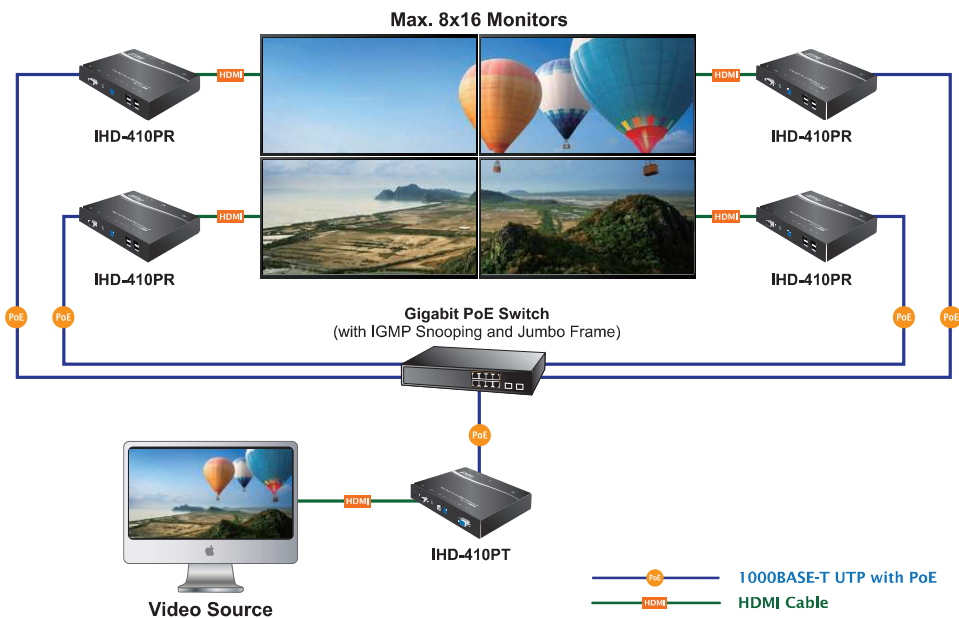 Max. 8x16 Monitors
HDMI
HDMI
IHD-410PR
IHD-410PR
HDMI
HDMI
IHD-410PR
IHD-410PR
PoE
PoE
PoE
PoE
Gigabit PoE Switch
(with IGMP Snooping and Jumbo Frame)
PoE
HDMI
IHD-410PT
Video Source
PoE
1000BASE-T UTP with PoE
HDMI
HDMI Cable